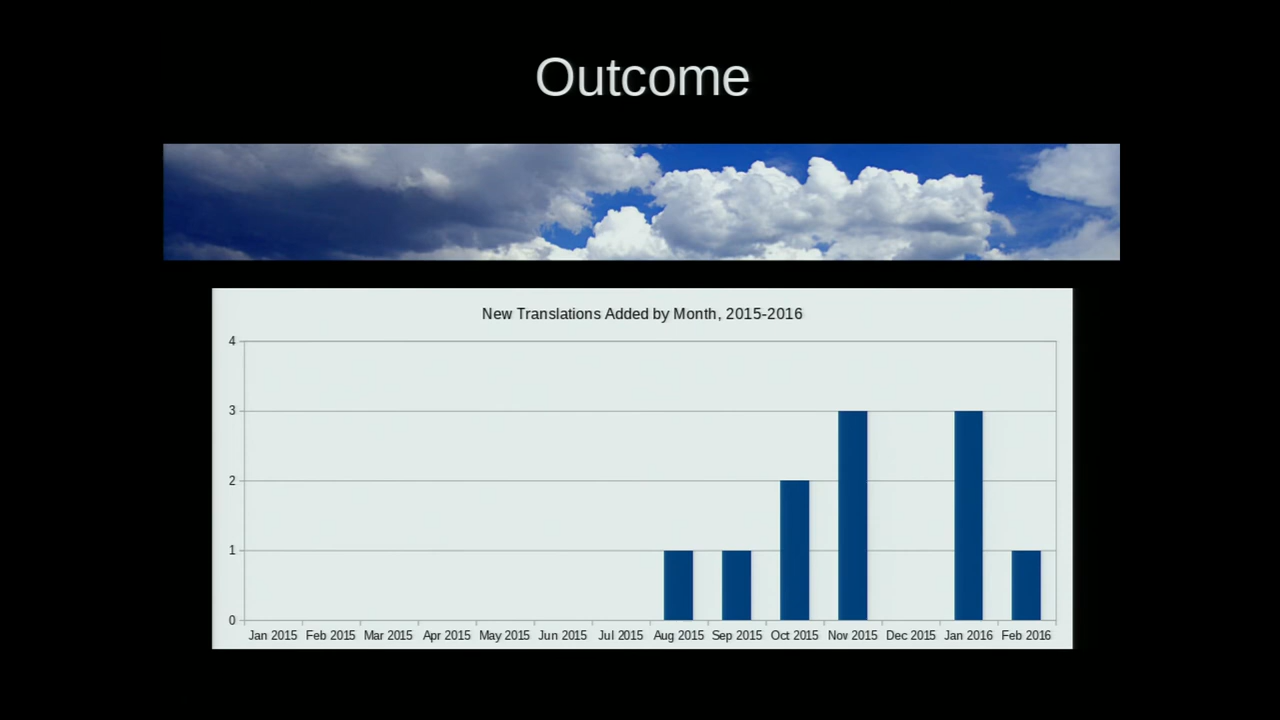 Outcome
New Translations Added by Month, 2015-2016
4
3
2
1
0
Jan 2015 Feb 2015 Mar 2015 Apr 2015 May 2015 Jun 2015 Jul 2015 Aug 2015 Sep 2015 Oct 2015 Nov 2015 Dec 2015 Jan 2016 Feb 2016